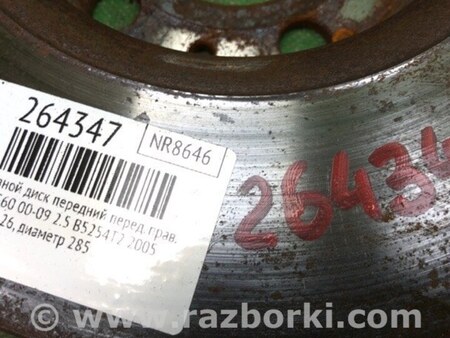 264347
NR8646
ной диск передний перед. прав.
60 00-09 2.5 B5254T2 2005
26, диаметр 285
2643
www.razborki.com